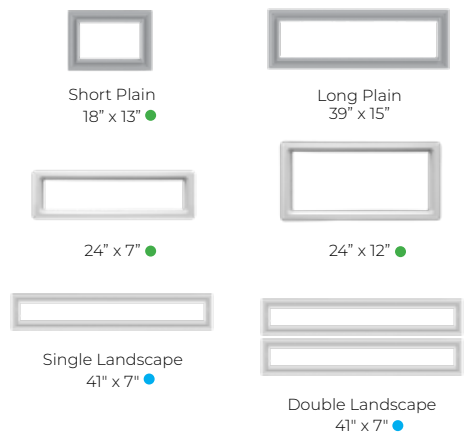 Short Plain
18” x 13”
Long Plain
39” x 15”
24” x 7”
24” x 12”
Single Landscape
41" x 7"
Double Landscape
41" x 7"